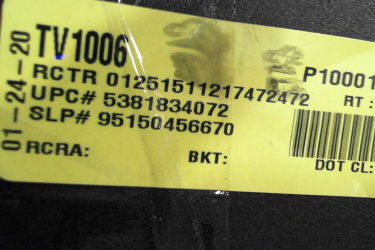 01-24-20
TV1006
P10001
RCTR 01251511217472472
RT:
UPC# 5381834072
SLP# 95150456670
RCRA:
BKT:
DOT CL: